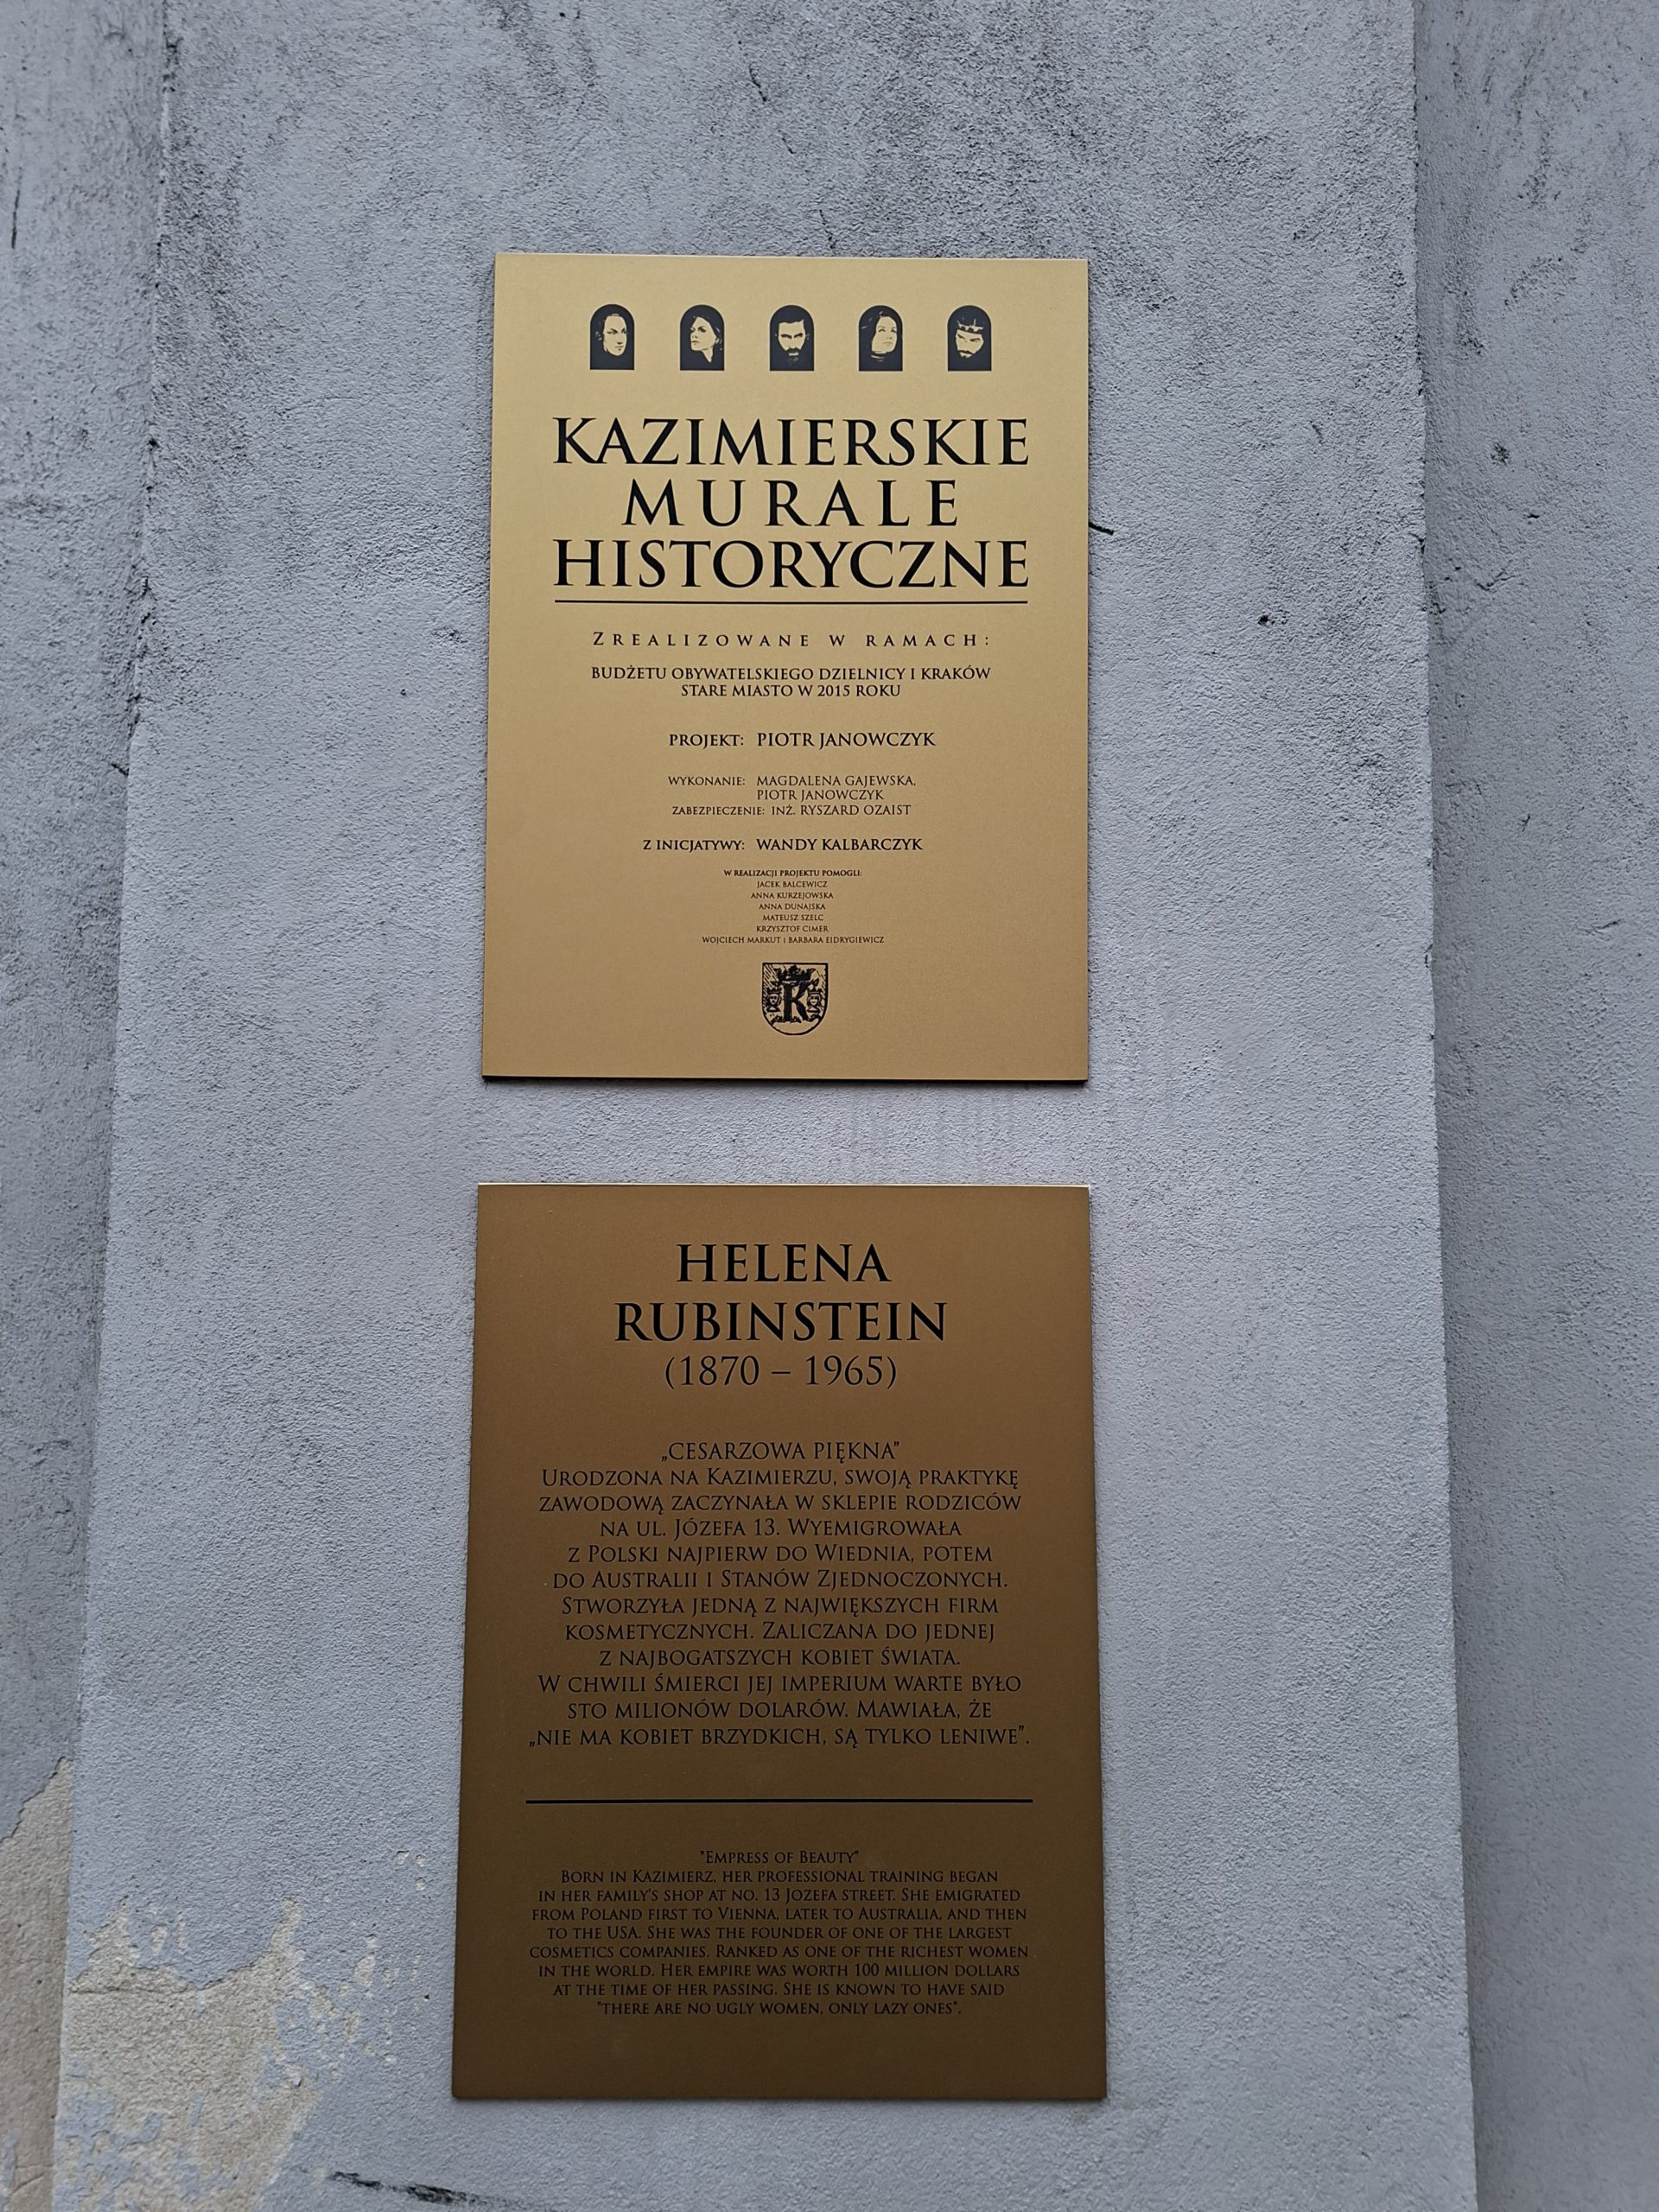 KAZIMIERSKIE
MURALE
HISTORYCZNE
ZREALIZOWANE W RAMACH:
BUDŻETU OBYWATELSKIEGO DZIELNICY I KRAKÓW
STARE MIASTO W 2015 ROKU
PROJEKT: PIOTR JANOWCZYK
WYKONANIE: MAGDALENA GAJEWSKA,
PIOTR JANOWCZYK
ZABEZPIECZENIE: INŻ. RYSZARD OZAIST
Z INICJATYWY: WANDY KALBARCZYK
W REALIZACJI PROJEKTU POMOGLI:
JACEK BALCEWICZ
ANNA KURZEJOWSKA
ANNA DUNAJSKA
MATEUSZ SZELC
KRZYSZTOF CIMER
WOJCIECH MARKUT I BARBARA EIDRYGIEWICZ
K
HELENA
RUBINSTEIN
(1870 – 1965)
„CESARZOWA PIĘKNA"
URODZONA NA KAZIMIERZU, SWOJĄ PRAKTYKĘ
ZAWODOWĄ ZACZYNAŁA W SKLEPIE RODZICÓW
NA UL. JÓZEFA 13. WYEMIGROWAŁA
Z POLSKI NAJPIERW DO WIEDNIA, POTEM
DO AUSTRALII I STANÓW ZJEDNOCZONYCH.
STWORZYŁA JEDNĄ Z NAJWIĘKSZYCH FIRM
KOSMETYCZNYCH. ZALICZANA DO JEDNEJ
Z NAJBOGATSZYCH KOBIET ŚWIATA.
W CHWILI ŚMIERCI JEJ IMPERIUM WARTE BYŁO
STO MILIONÓW DOLARÓW. MAWIAŁA, ŻE
„NIE MA KOBIET BRZYDKICH, SĄ TYLKO LENIWE".
"EMPRESS OF BEAUTY"
BORN IN KAZIMIERZ, HER PROFESSIONAL TRAINING BEGAN
IN HER FAMILY'S SHOP AT NO. 13 JOZEFA STREET. SHE EMIGRATED
FROM POLAND FIRST TO VIENNA, LATER TO AUSTRALIA, AND THEN
TO THE USA. SHE WAS THE FOUNDER OF ONE OF THE LARGEST
COSMETICS COMPANIES. RANKED AS ONE OF THE RICHEST WOMEN
IN THE WORLD. HER EMPIRE WAS WORTH 100 MILLION DOLLARS
AT THE TIME OF HER PASSING. SHE IS KNOWN TO HAVE SAID
"THERE ARE NO UGLY WOMEN, ONLY LAZY ONES".